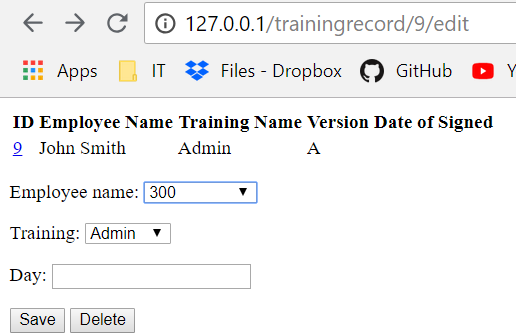 127.0.0.1/trainingrecord/9/edit
Apps IT Files - Dropbox GitHub Y
ID Employee Name Training Name Version Date of Signed
9 John Smith Admin A
Employee name: 300
Training: Admin
Day:
Save Delete